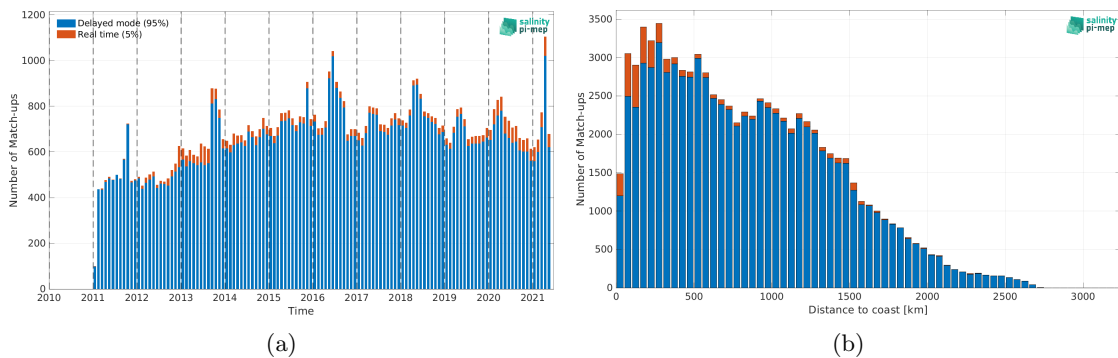 1200
1000
800
600
400
200
0
Number of Match-ups
Delayed mode (95%)
Real time (5%)
salinity
pi-mep
2010 2011 2012 2013 2014 2015 2016 2017 2018 2019 2020 2021
Time
(a)
3500
3000
2500
2000
1500
1000
500
0
Number of Match-ups
salinity
pi-mep
0 500 1000 1500 2000 2500 3000
Distance to coast [km]
(b)